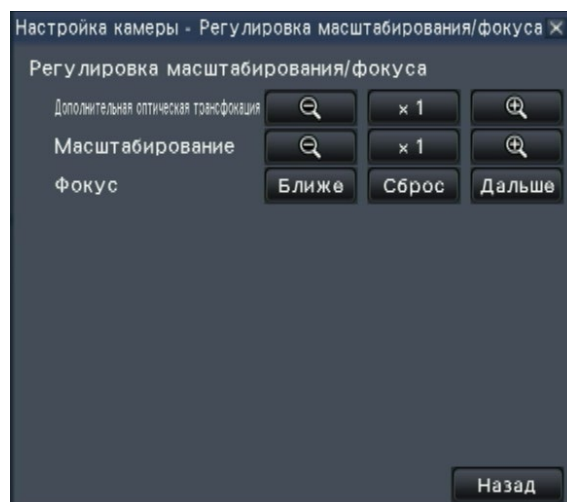 Настройка камеры - Регулировка масштабирования/фокуса ×
Регулировка масштабирования/фокуса
Дополнительная оптическая трансфокация × 1
Масштабирование × 1
Фокус Ближе Сброс Дальше
Назад